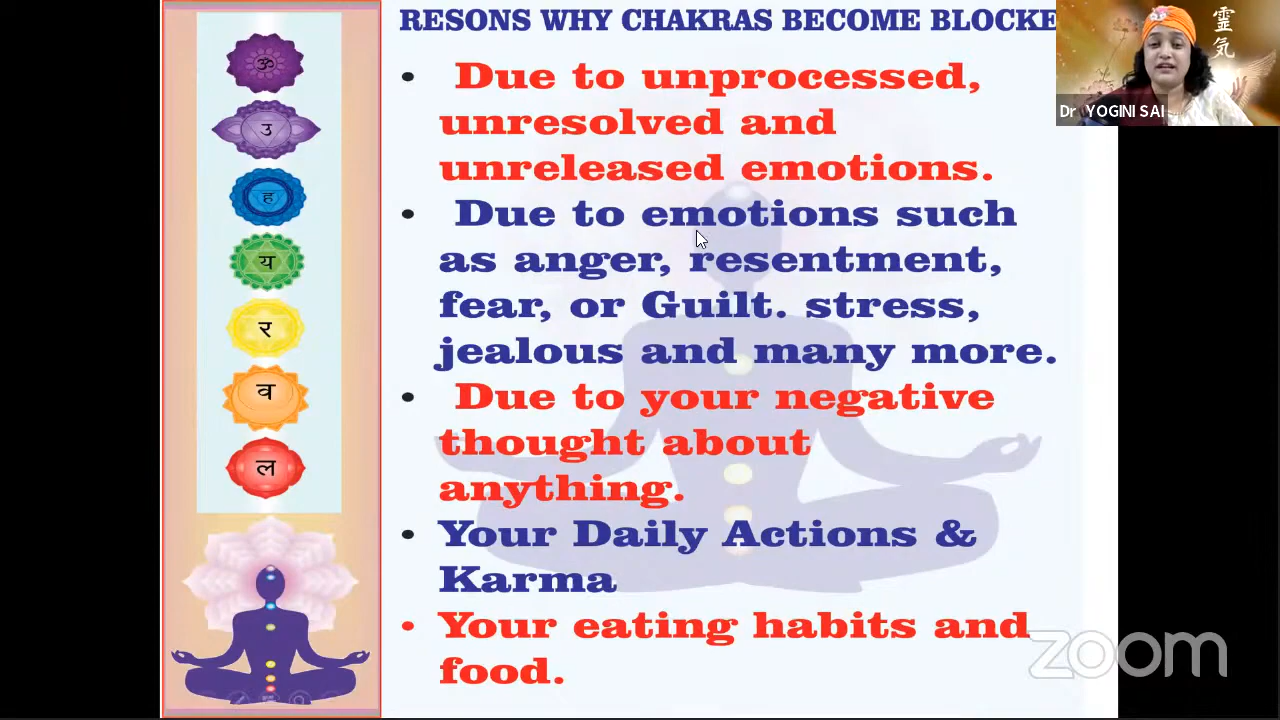 RESONS WHY CHAKRAS BECOME BLOCKE
• Due to unprocessed,
unresolved and
unreleased emotions.
• Due to emotions such
as anger, resentment,
fear, or Guilt. stress,
jealous and many more.
• Due to your negative
thought about
anything.
• Your Daily Actions &
Karma
• Your eating habits and
food.
ॐ
उ
ह
य
र
व
ल
靈
気
Dr YOGINI SAI
zoom